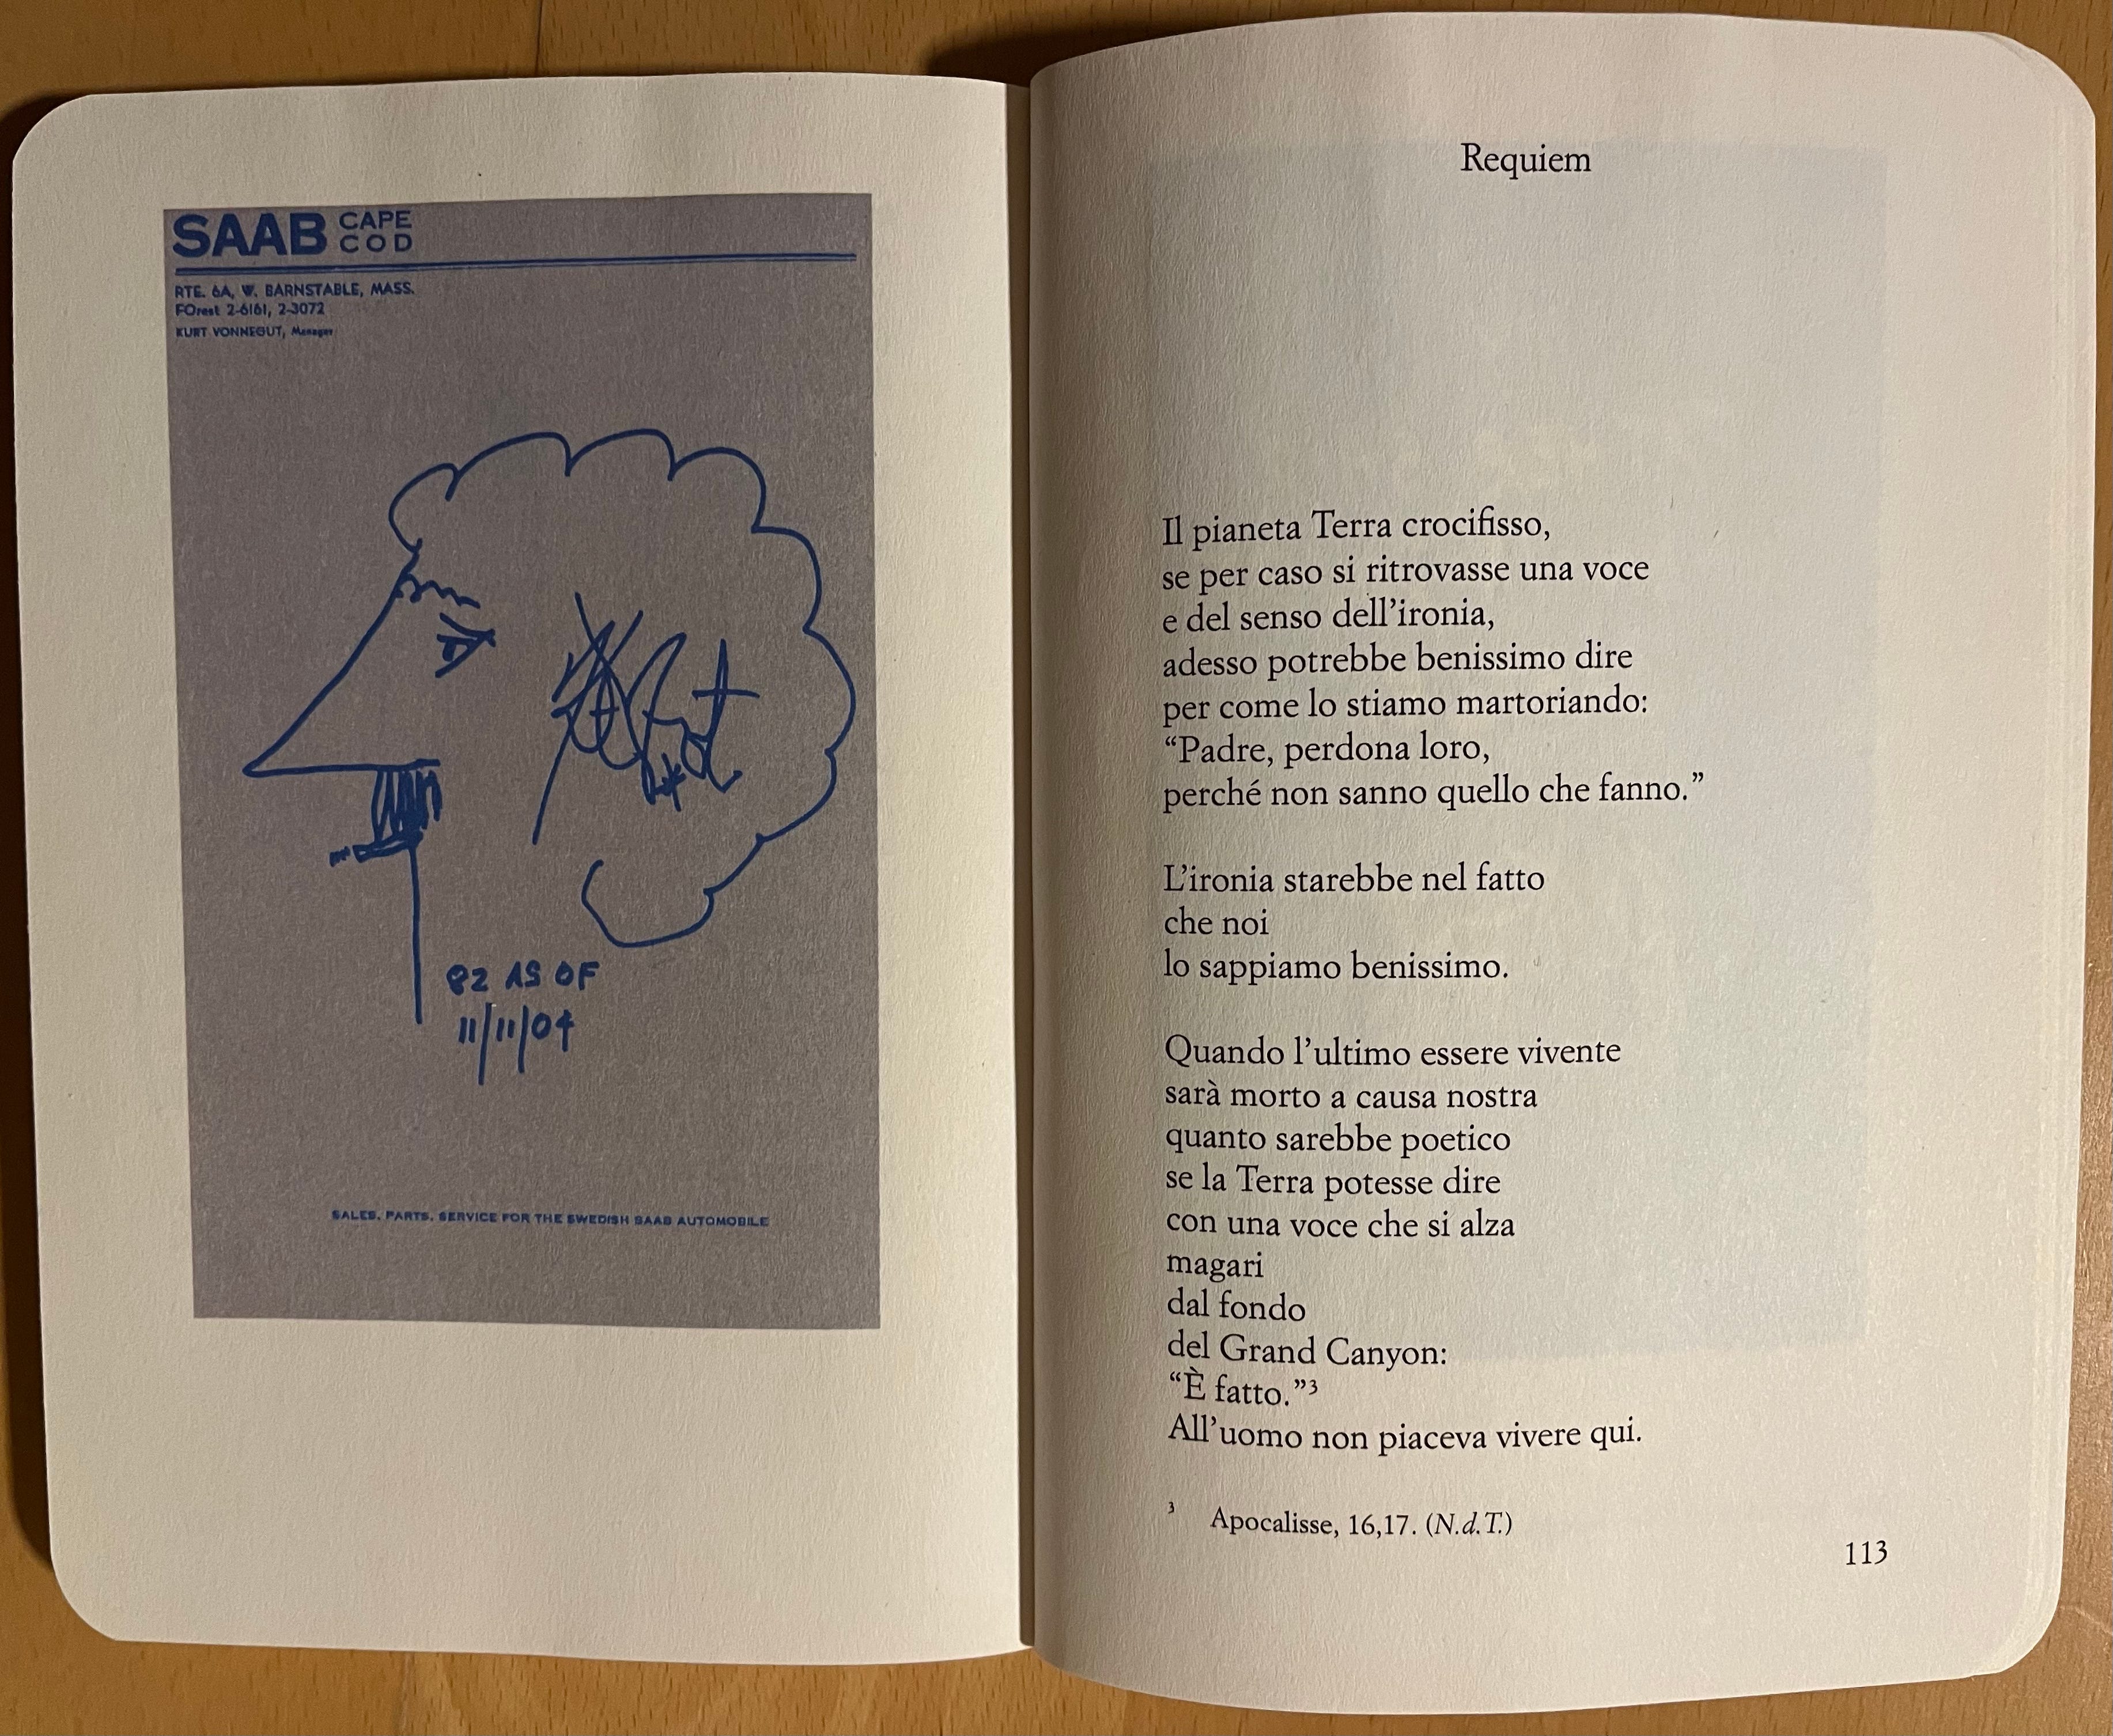 SAAB CAPE COD
RTE. 6A, W. BARNSTABLE, MASS.
FOrest 2-6161, 2-3072
KURT VONNEGUT, Manager
82 AS OF
11/11/04
SALES, PARTS, SERVICE FOR THE SWEDISH SAAB AUTOMOBILE
Requiem
Il pianeta Terra crocifisso,
se per caso si ritrovasse una voce
e del senso dell’ironia,
adesso potrebbe benissimo dire
per come lo stiamo martoriando:
“Padre, perdona loro,
perché non sanno quello che fanno.”
L’ironia starebbe nel fatto
che noi
lo sappiamo benissimo.
Quando l’ultimo essere vivente
sarà morto a causa nostra
quanto sarebbe poetico
se la Terra potesse dire
con una voce che si alza
magari
dal fondo
del Grand Canyon:
“È fatto.”³
All’uomo non piaceva vivere qui.
³ Apocalisse, 16,17. (N.d.T.)
113